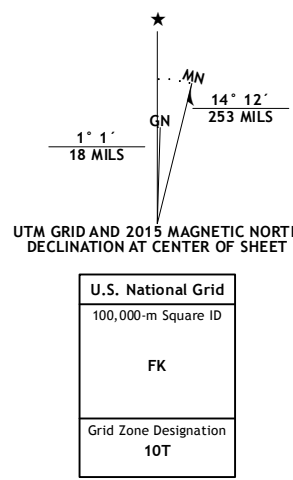 ★
MN
GN
1° 1´
18 MILS
14° 12´
253 MILS
UTM GRID AND 2015 MAGNETIC NORTH
DECLINATION AT CENTER OF SHEET
U.S. National Grid
100,000-m Square ID
FK
Grid Zone Designation
10T